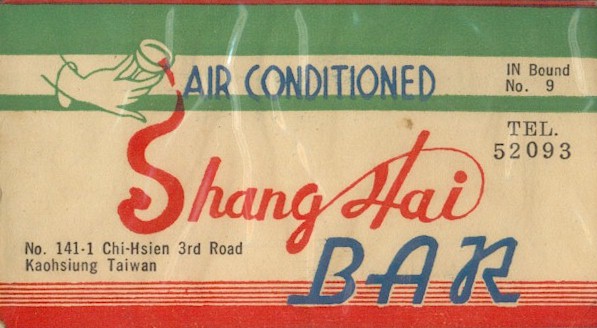 AIR CONDITIONED
IN Bound
No. 9
TEL.
52093
Shang Hai
BAR
No. 141-1 Chi-Hsien 3rd Road
Kaohsiung Taiwan